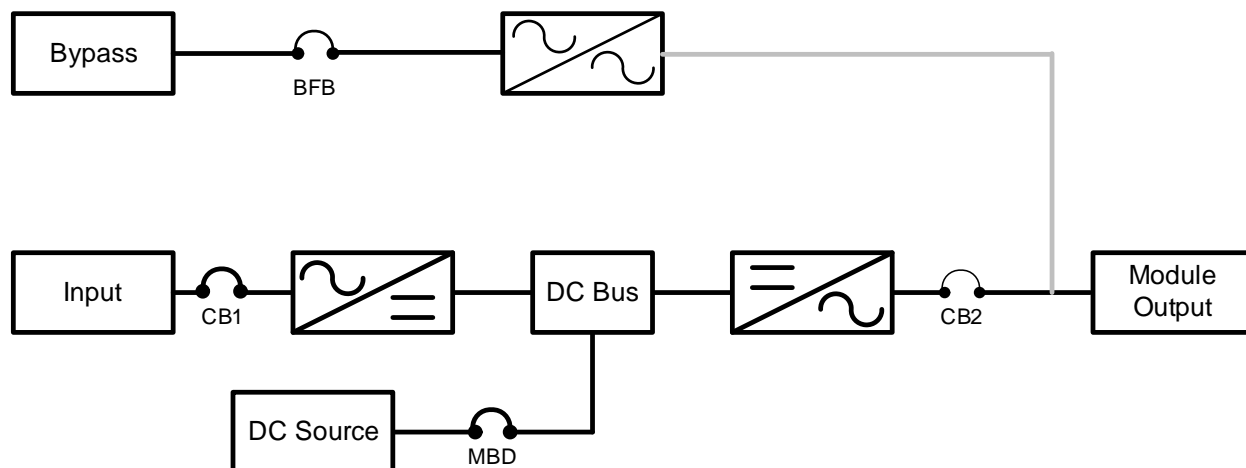 Bypass
BFB
Input
CB1
DC Bus
CB2
Module
Output
DC Source
MBD